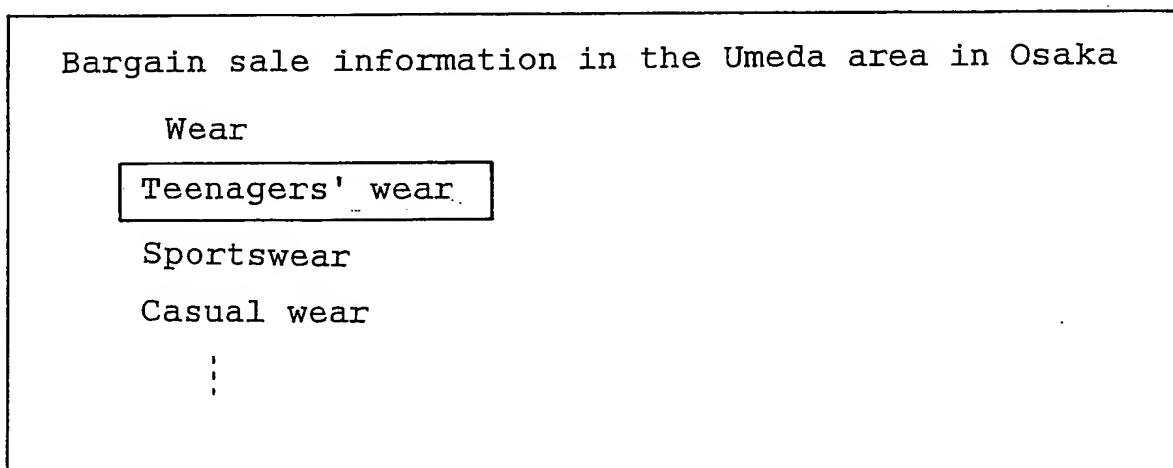 Bargain sale information in the Umeda area in Osaka
Wear
Teenagers' wear
Sportswear
Casual wear